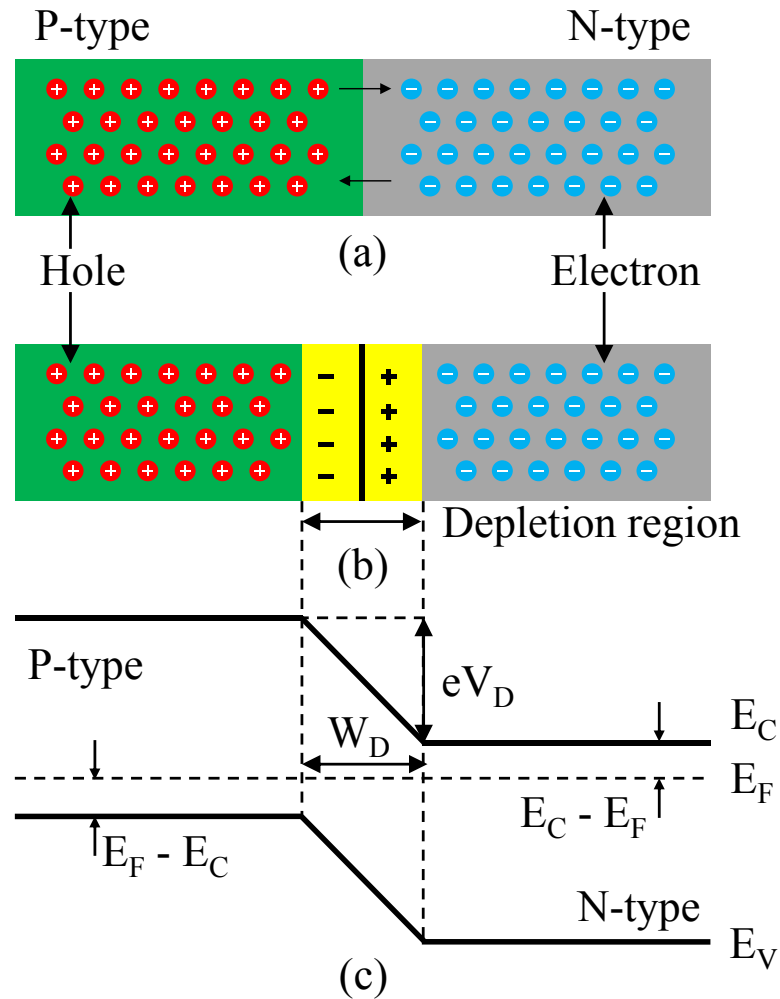 P-type
N-type
(a)
Hole
Electron
Depletion region
(b)
P-type
eV_D
E_C
W_D
E_F
E_C - E_F
E_F - E_C
N-type
E_V
(c)